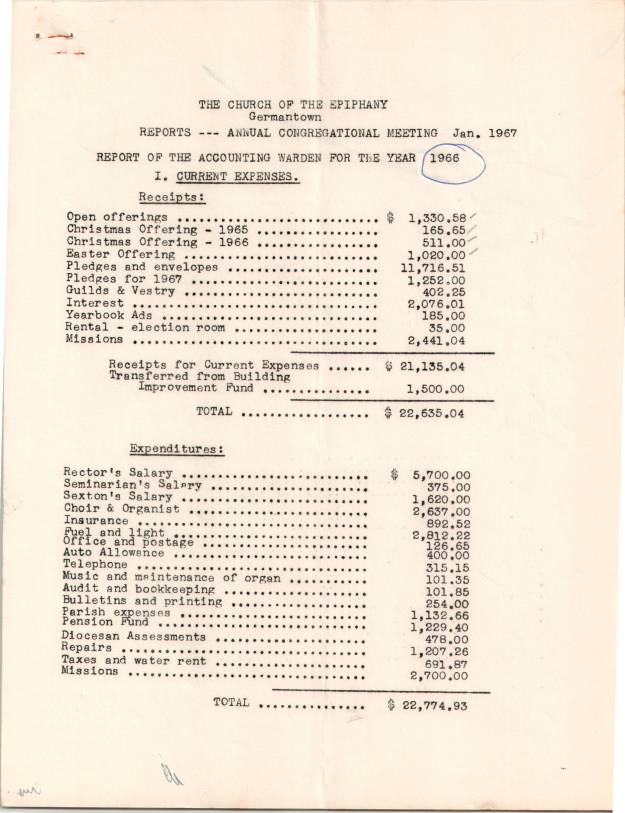 THE CHURCH OF THE EPIPHANY
Germantown
REPORTS --- ANNUAL CONGREGATIONAL MEETING Jan. 1967
REPORT OF THE ACCOUNTING WARDEN FOR THE YEAR 1966
I. CURRENT EXPENSES.
Receipts:
Open offerings ............................ $ 1,330.58
Christmas Offering - 1965 ................. 165.65
Christmas Offering - 1966 ................. 511.00
Easter Offering ........................... 1,020.00
Pledges and envelopes ..................... 11,716.51
Pledges for 1967 .......................... 1,252.00
Guilds & Vestry ........................... 402.25
Interest .................................. 2,076.01
Yearbook Ads .............................. 185.00
Rental - election room .................... 35.00
Missions .................................. 2,441.04
Receipts for Current Expenses ...... $ 21,135.04
Transferred from Building
Improvement Fund ............... 1,500.00
TOTAL .................. $ 22,635.04
Expenditures:
Rector's Salary .......................... $ 5,700.00
Seminarian's Salary ...................... 375.00
Sexton's Salary .......................... 1,620.00
Choir & Organist ......................... 2,637.00
Insurance ................................ 892.52
Fuel and light ........................... 2,812.22
Office and postage ....................... 126.65
Auto Allowance ........................... 400.00
Telephone ................................ 315.15
Music and maintenance of organ ........... 101.35
Audit and bookkeeping .................... 101.85
Bulletins and printing ................... 254.00
Parish expenses .......................... 1,132.66
Pension Fund ............................. 1,229.40
Diocesan Assessments ..................... 478.00
Repairs .................................. 1,207.26
Taxes and water rent ..................... 691.87
Missions ................................. 2,700.00
TOTAL ............... $ 22,774.93